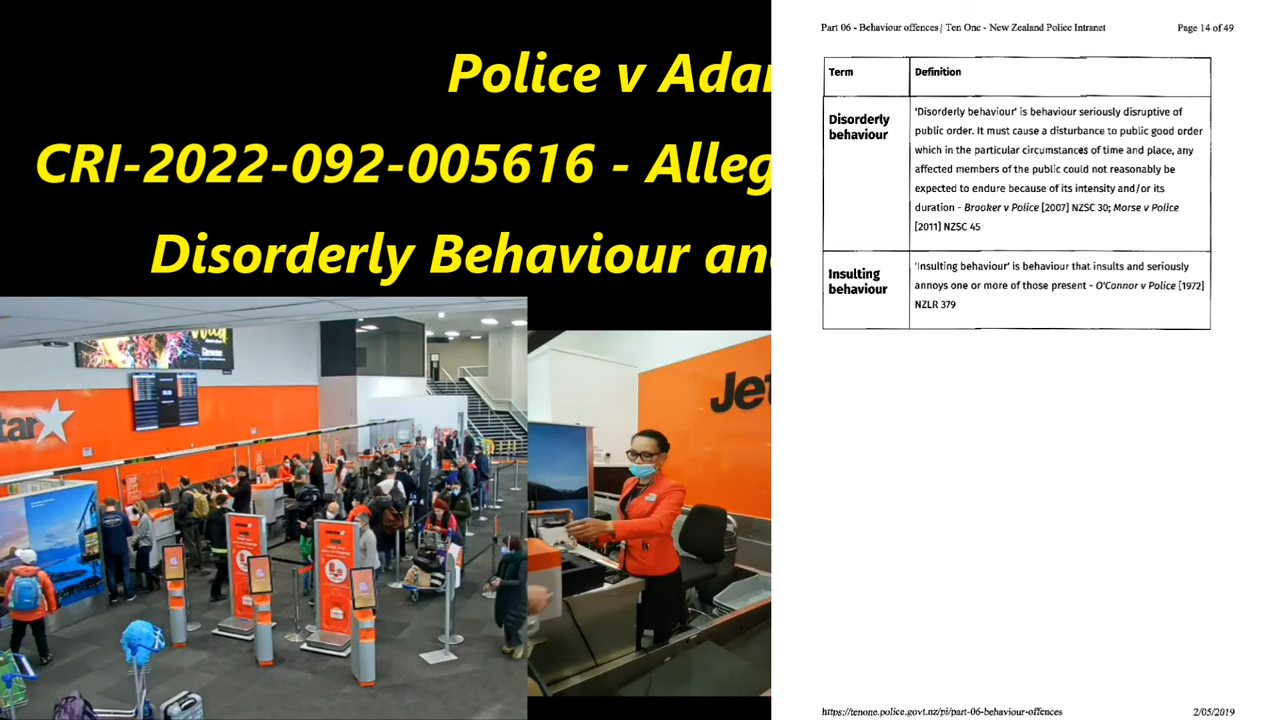 Police v Adam
CRI-2022-092-005616 - Alleg
Disorderly Behaviour an
Part 06 - Behaviour offences | Ten One - New Zealand Police Intranet
Page 14 of 49
Term
Definition
Disorderly
behaviour
'Disorderly behaviour' is behaviour seriously disruptive of
public order. It must cause a disturbance to public good order
which in the particular circumstances of time and place, any
affected members of the public could not reasonably be
expected to endure because of its intensity and/or its
duration - Brooker v Police [2007] NZSC 30; Morse v Police
[2011] NZSC 45
Insulting
behaviour
'Insulting behaviour' is behaviour that insults and seriously
annoys one or more of those present - O'Connor v Police [1972]
NZLR 379
tar
Jet
https://tenone.police.govt.nz/pi/part-06-behaviour-offences
2/05/2019